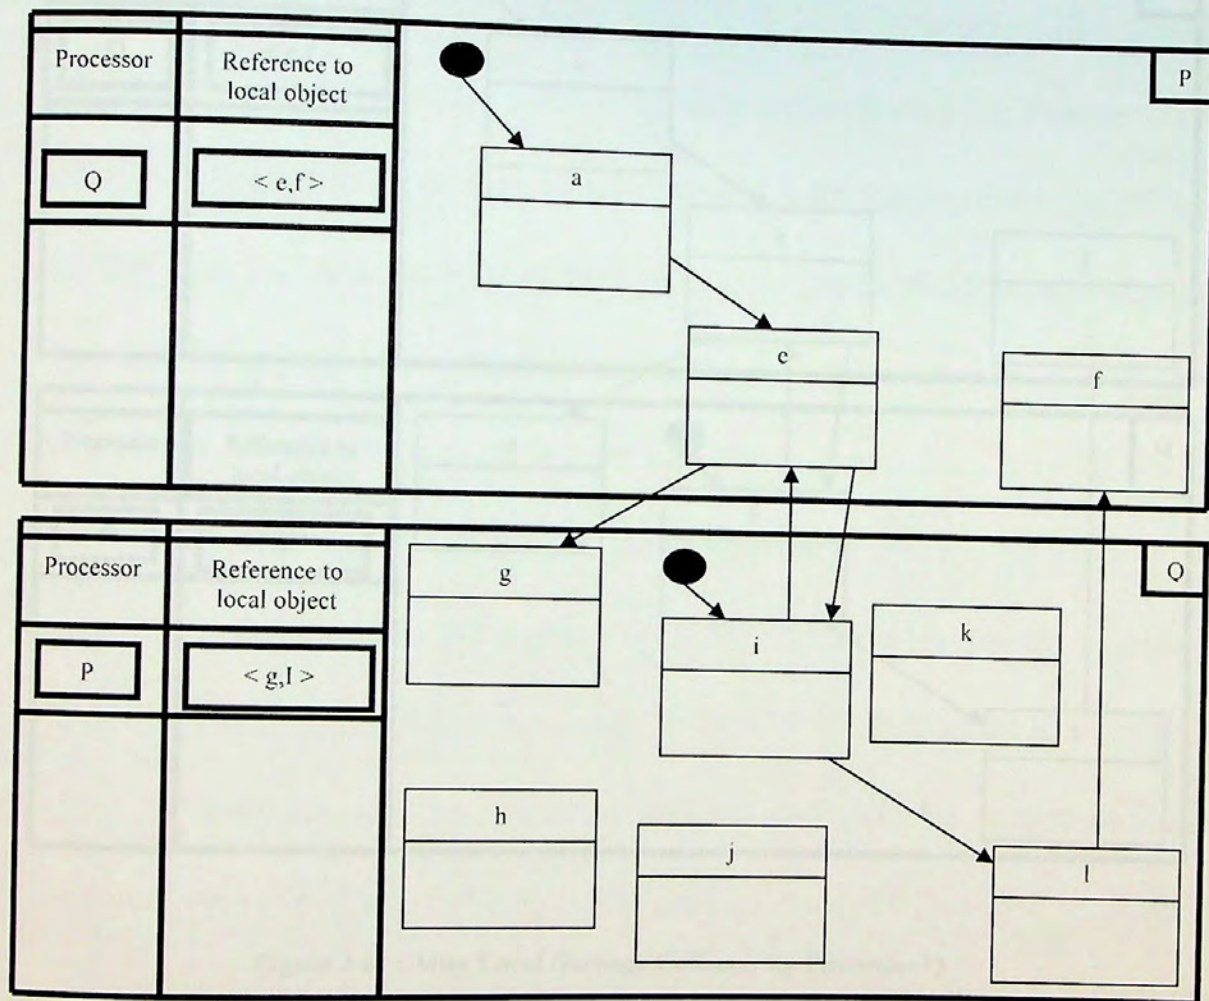 Processor
Reference to
local object
P
Q
< e,f >
a
e
f
Processor
Reference to
local object
Q
P
< g,I >
g
i
k
h
j
l